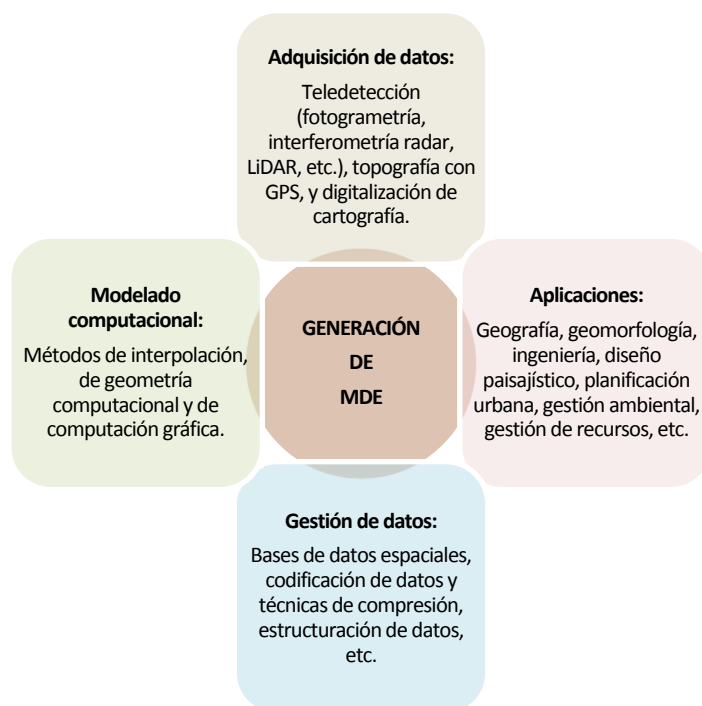 Adquisición de datos:
Teledetección
(fotogrametría,
interferometría radar,
LiDAR, etc.), topografía con
GPS, y digitalización de
cartografía.
Modelado
computacional:
Métodos de interpolación,
de geometría
computacional y de
computación gráfica.
GENERACIÓN
DE
MDE
Aplicaciones:
Geografía, geomorfología,
ingeniería, diseño
paisajístico, planificación
urbana, gestión ambiental,
gestión de recursos, etc.
Gestión de datos:
Bases de datos espaciales,
codificación de datos y
técnicas de compresión,
estructuración de datos,
etc.